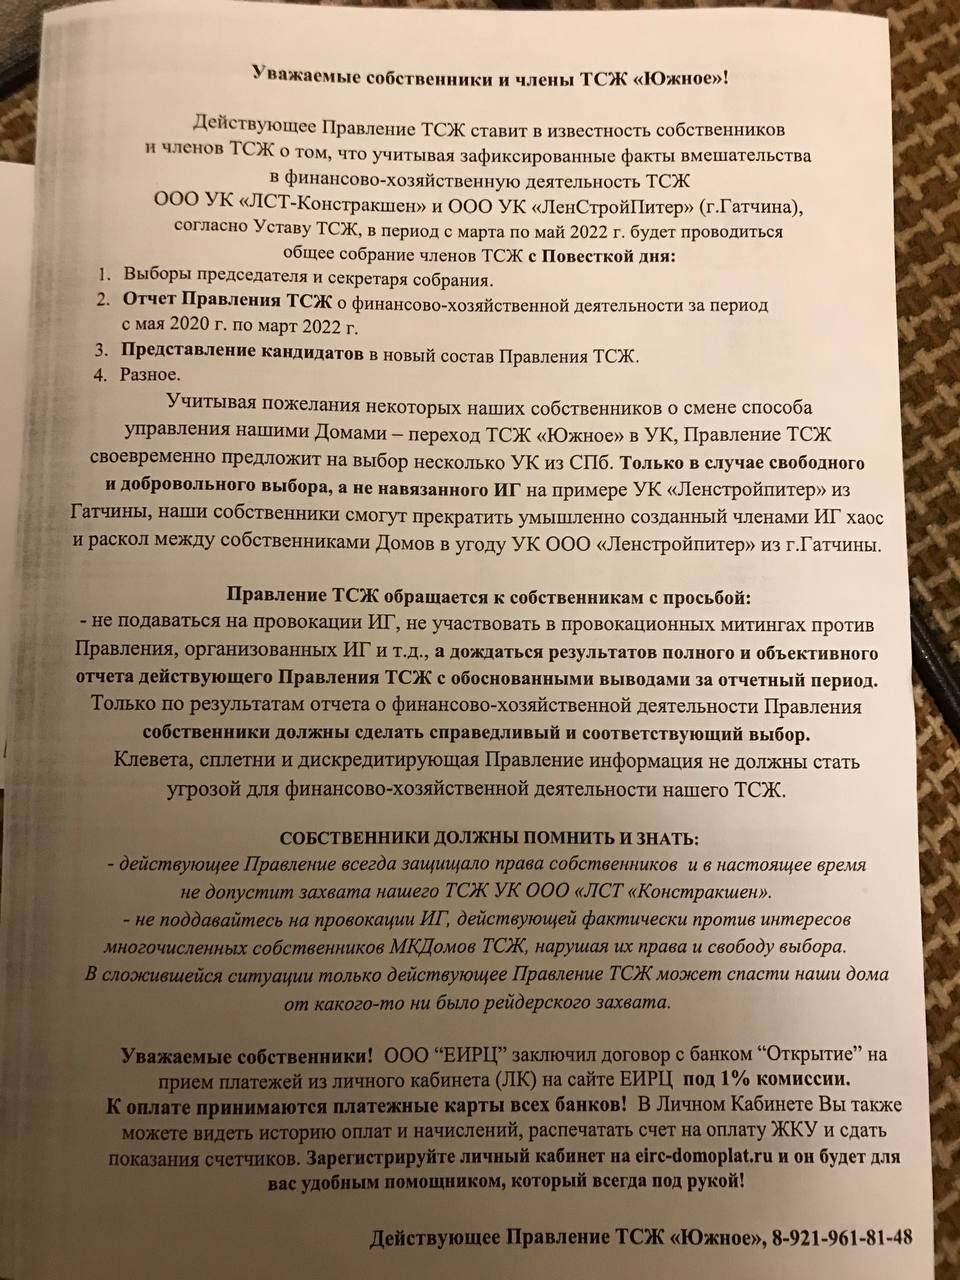 Уважаемые собственники и члены ТСЖ «Южное»!
Действующее Правление ТСЖ ставит в известность собственников
и членов ТСЖ о том, что учитывая зафиксированные факты вмешательства
в финансово-хозяйственную деятельность ТСЖ
ООО УК «ЛСТ-Констракшен» и ООО УК «ЛенСтройПитер» (г.Гатчина),
согласно Уставу ТСЖ, в период с марта по май 2022 г. будет проводиться
общее собрание членов ТСЖ с Повесткой дня:
1. Выборы председателя и секретаря собрания.
2. Отчет Правления ТСЖ о финансово-хозяйственной деятельности за период
с мая 2020 г. по март 2022 г.
3. Представление кандидатов в новый состав Правления ТСЖ.
4. Разное.
Учитывая пожелания некоторых наших собственников о смене способа
управления нашими Домами – переход ТСЖ «Южное» в УК, Правление ТСЖ
своевременно предложит на выбор несколько УК из СПб. Только в случае свободного
и добровольного выбора, а не навязанного ИГ на примере УК «Ленстройпитер» из
Гатчины, наши собственники смогут прекратить умышленно созданный членами ИГ хаос
и раскол между собственниками Домов в угоду УК ООО «Ленстройпитер» из г.Гатчины.
Правление ТСЖ обращается к собственникам с просьбой:
- не подаваться на провокации ИГ, не участвовать в провокационных митингах против
Правления, организованных ИГ и т.д., а дождаться результатов полного и объективного
отчета действующего Правления ТСЖ с обоснованными выводами за отчетный период.
Только по результатам отчета о финансово-хозяйственной деятельности Правления
собственники должны сделать справедливый и соответствующий выбор.
Клевета, сплетни и дискредитирующая Правление информация не должны стать
угрозой для финансово-хозяйственной деятельности нашего ТСЖ.
СОБСТВЕННИКИ ДОЛЖНЫ ПОМНИТЬ И ЗНАТЬ:
- действующее Правление всегда защищало права собственников и в настоящее время
не допустит захвата нашего ТСЖ УК ООО «ЛСТ «Констракшен».
- не поддавайтесь на провокации ИГ, действующей фактически против интересов
многочисленных собственников МКДомов ТСЖ, нарушая их права и свободу выбора.
В сложившейся ситуации только действующее Правление ТСЖ может спасти наши дома
от какого-то ни было рейдерского захвата.
Уважаемые собственники! ООО “ЕИРЦ” заключил договор с банком “Открытие” на
прием платежей из личного кабинета (ЛК) на сайте ЕИРЦ под 1% комиссии.
К оплате принимаются платежные карты всех банков! В Личном Кабинете Вы также
можете видеть историю оплат и начислений, распечатать счет на оплату ЖКУ и сдать
показания счетчиков. Зарегистрируйте личный кабинет на eirc-domoplat.ru и он будет для
вас удобным помощником, который всегда под рукой!
Действующее Правление ТСЖ «Южное», 8-921-961-81-48